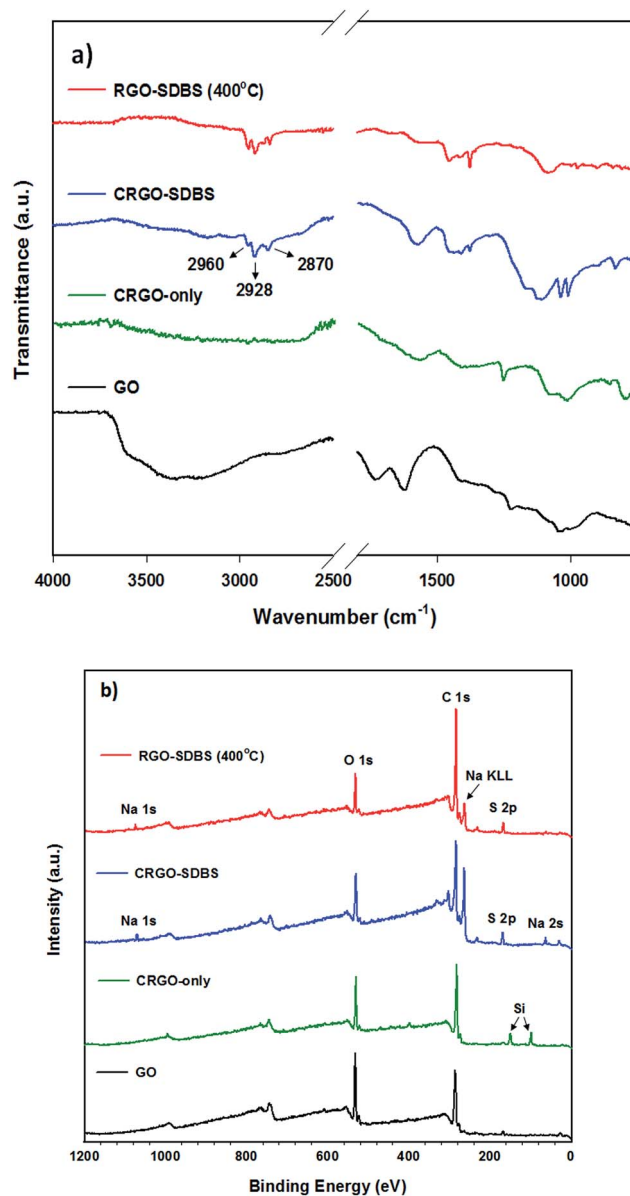 a)
RGO-SDBS (400°C)
CRGO-SDBS
2960
2870
2928
CRGO-only
GO
Transmittance (a.u.)
4000 3500 3000 2500 1500 1000
Wavenumber (cm⁻¹)
b)
C 1s
RGO-SDBS (400°C)
O 1s
Na KLL
Na 1s
S 2p
CRGO-SDBS
Na 1s
S 2p
Na 2s
CRGO-only
Si
GO
Intensity (a.u.)
1200 1000 800 600 400 200 0
Binding Energy (eV)